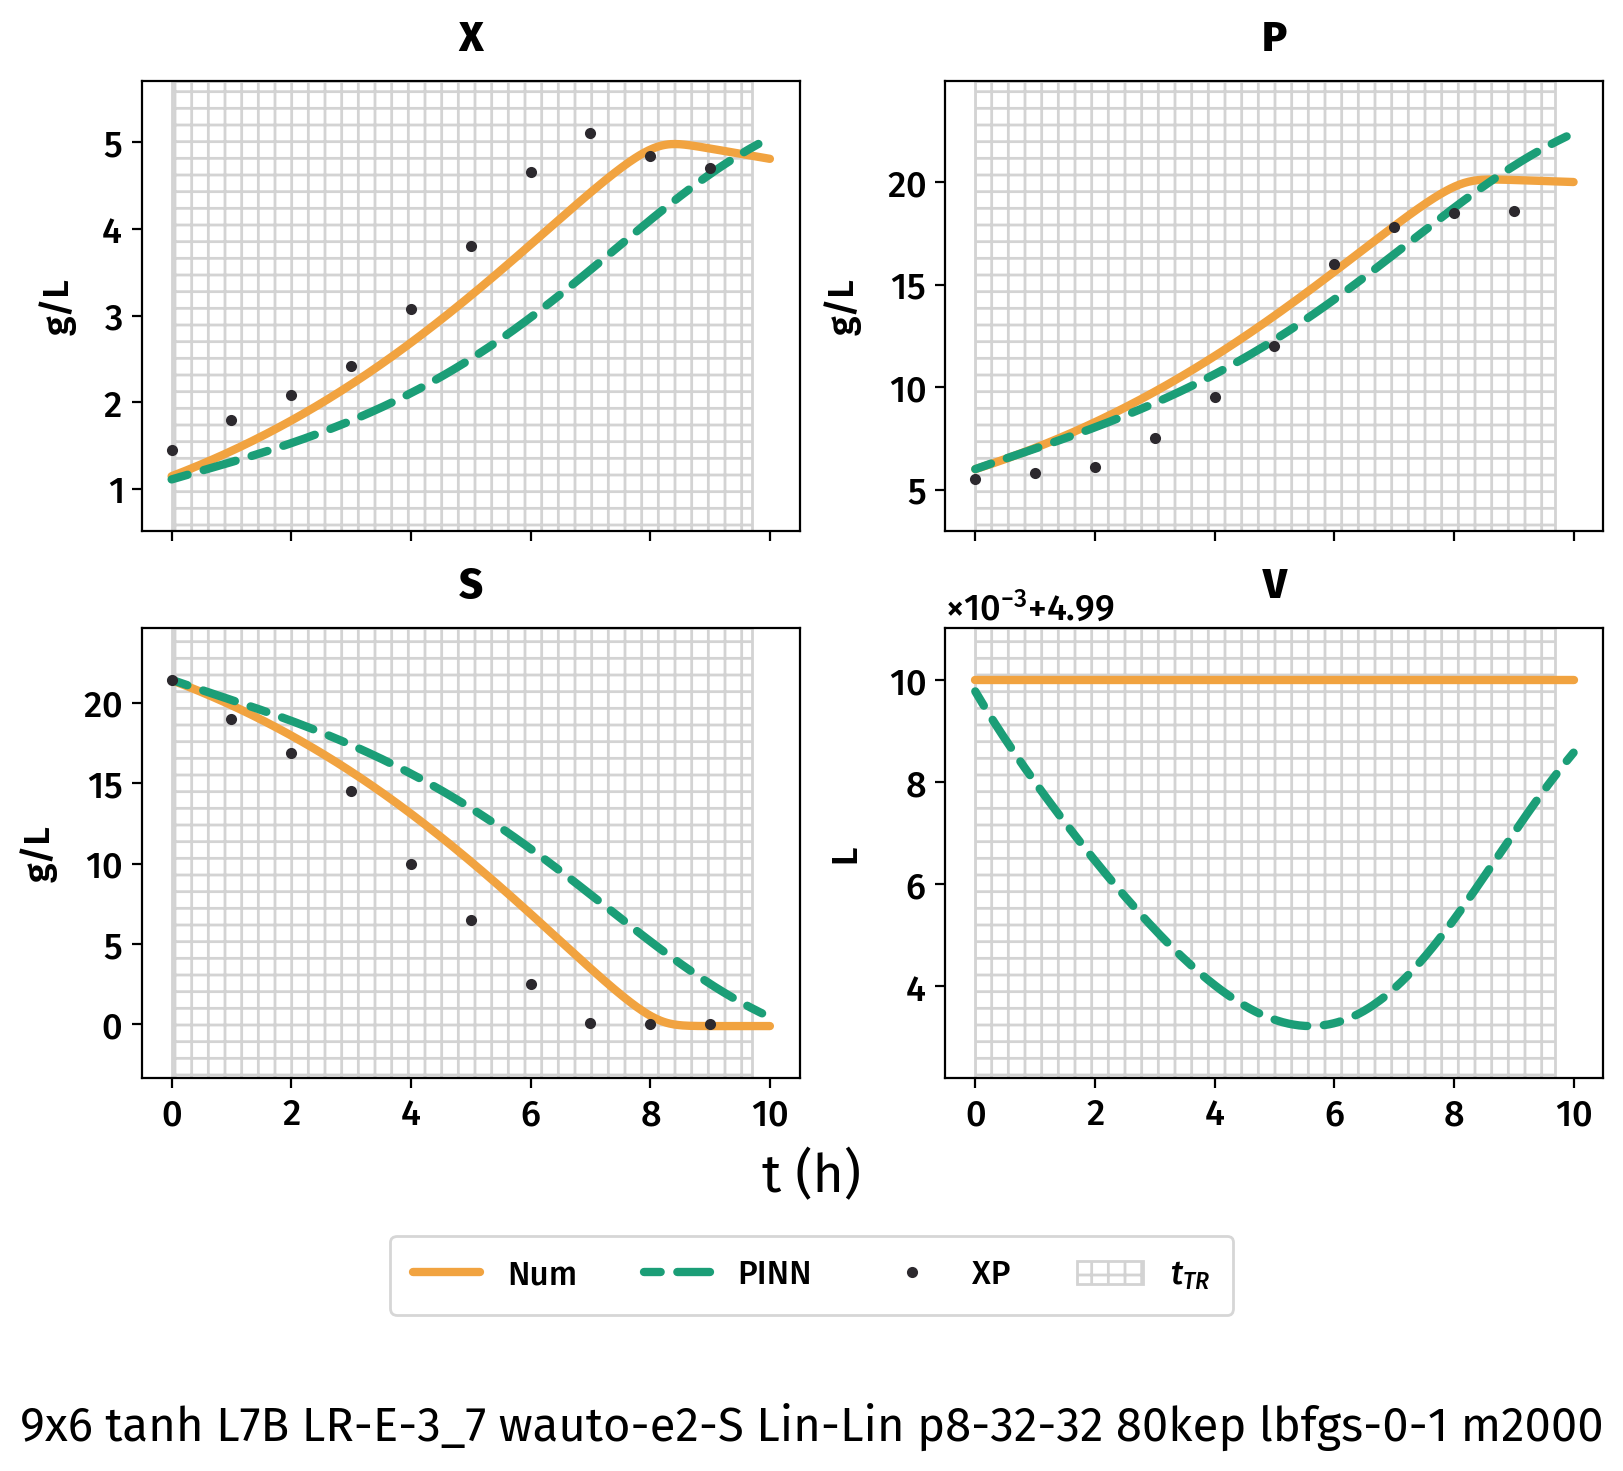 X
P
g/L
5
4
3
2
1
g/L
20
15
10
5
S
V
×10⁻³+4.99
g/L
20
15
10
5
0
L
10
8
6
4
0 2 4 6 8 10
0 2 4 6 8 10
t (h)
Num PINN XP t_TR
9x6 tanh L7B LR-E-3_7 wauto-e2-S Lin-Lin p8-32-32 80kep lbfgs-0-1 m2000